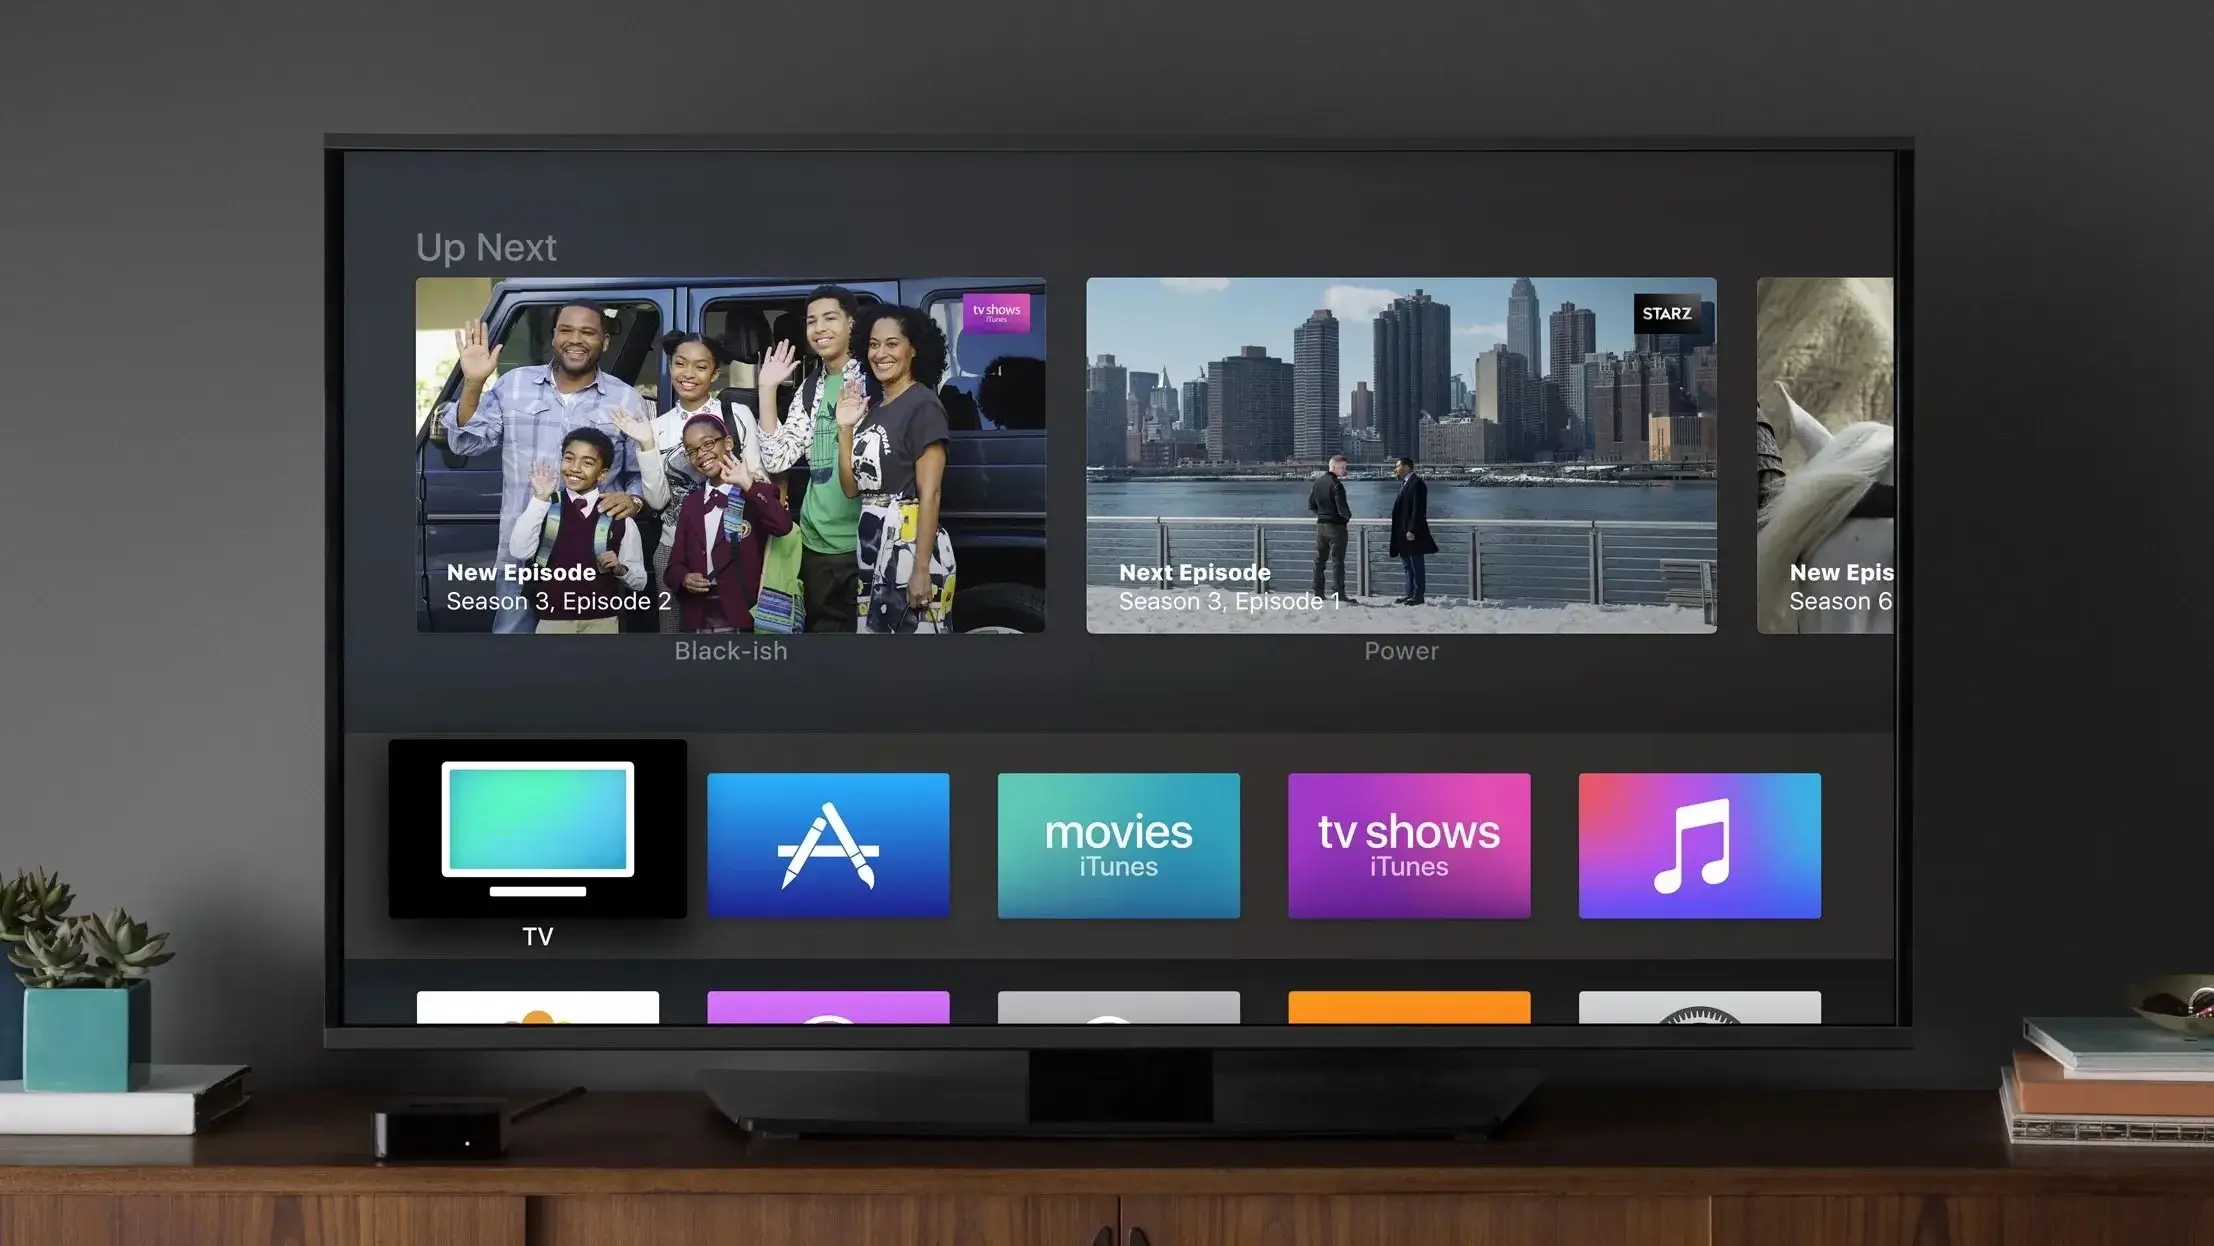 Up Next
tv shows
iTunes
New Episode
Season 3, Episode 2
Black-ish
STARZ
Next Episode
Season 3, Episode 1
Power
New Epis
Season 6
TV
movies
iTunes
tv shows
iTunes